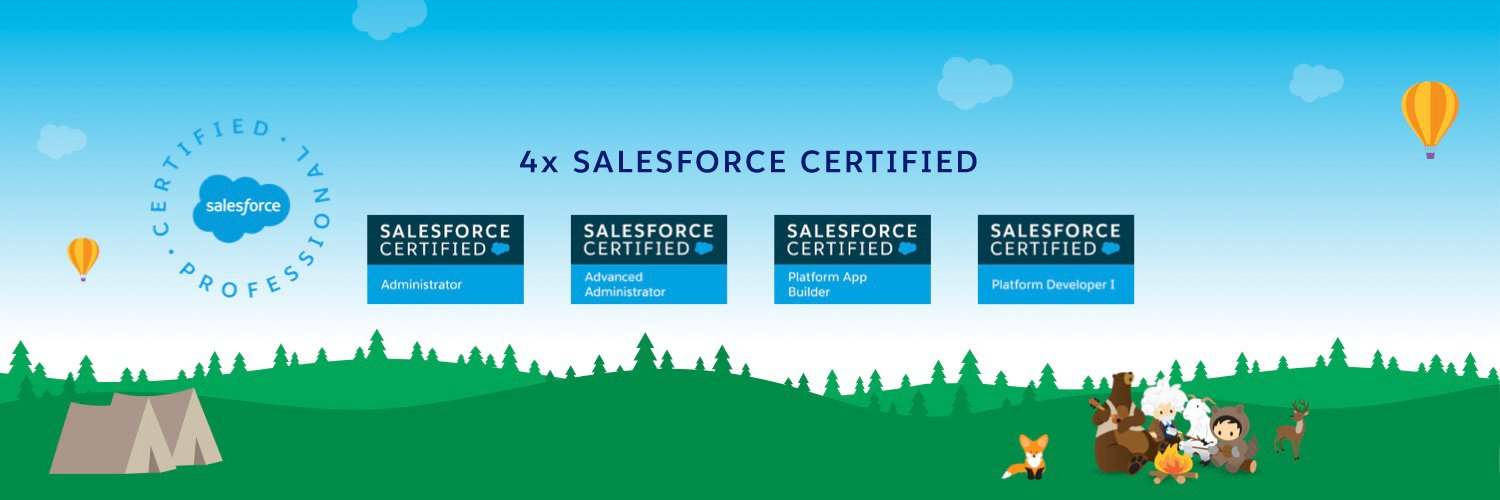 4x SALESFORCE CERTIFIED
· CERTIFIED · PROFESSIONAL
salesforce
SALESFORCE
CERTIFIED
Administrator
SALESFORCE
CERTIFIED
Advanced
Administrator
SALESFORCE
CERTIFIED
Platform App
Builder
SALESFORCE
CERTIFIED
Platform Developer I